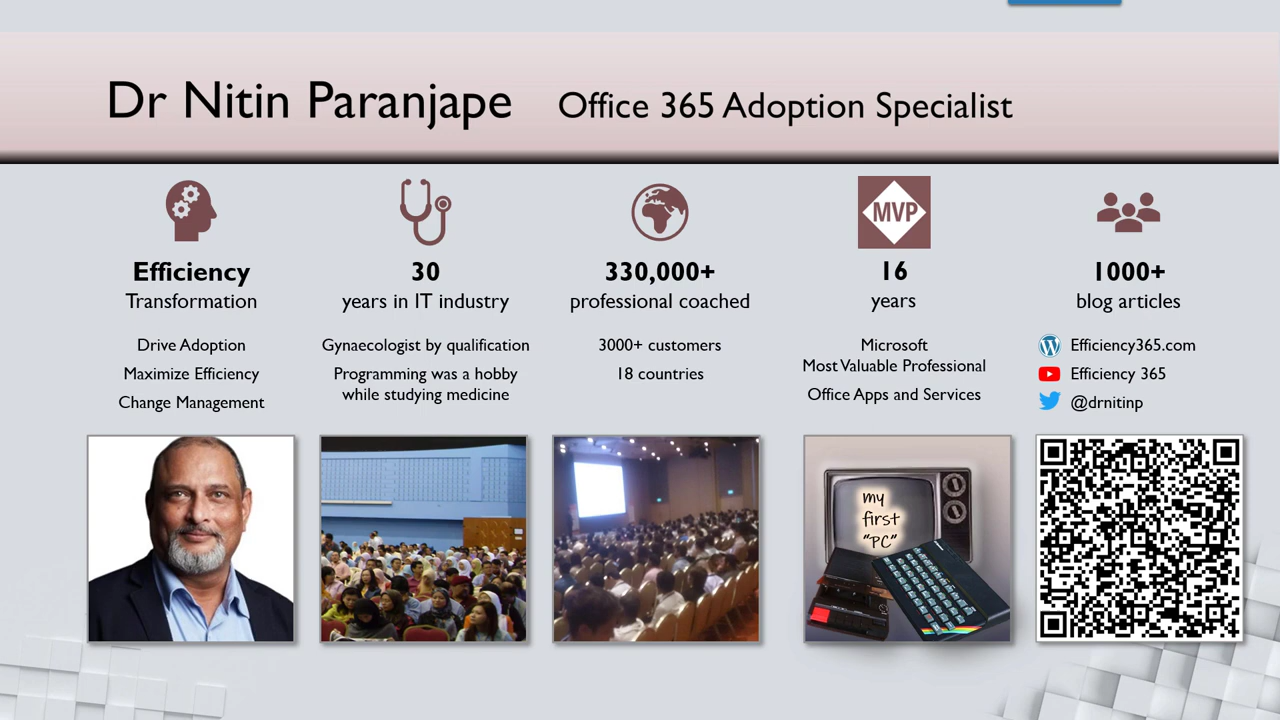 Dr Nitin Paranjape Office 365 Adoption Specialist
MVP
Efficiency
Transformation
Drive Adoption
Maximize Efficiency
Change Management
30
years in IT industry
Gynaecologist by qualification
Programming was a hobby
while studying medicine
330,000+
professional coached
3000+ customers
18 countries
16
years
Microsoft
Most Valuable Professional
Office Apps and Services
1000+
blog articles
Efficiency365.com
Efficiency 365
@drnitinp
my
first
"PC"